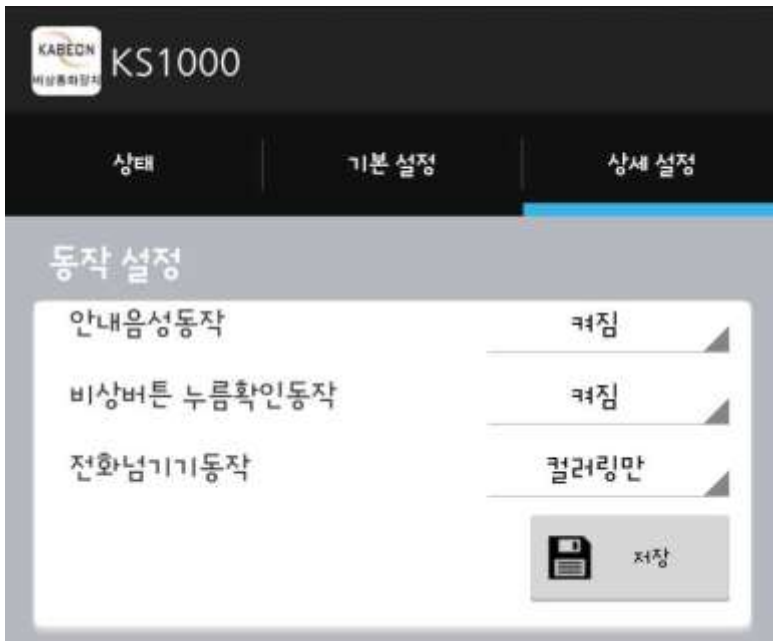 KABEON
비상통화장치
KS1000
상태
기본 설정
상세 설정
동작 설정
안내음성동작 켜짐
비상버튼 누름확인동작 켜짐
전화넘기기동작 컬러링만
저장